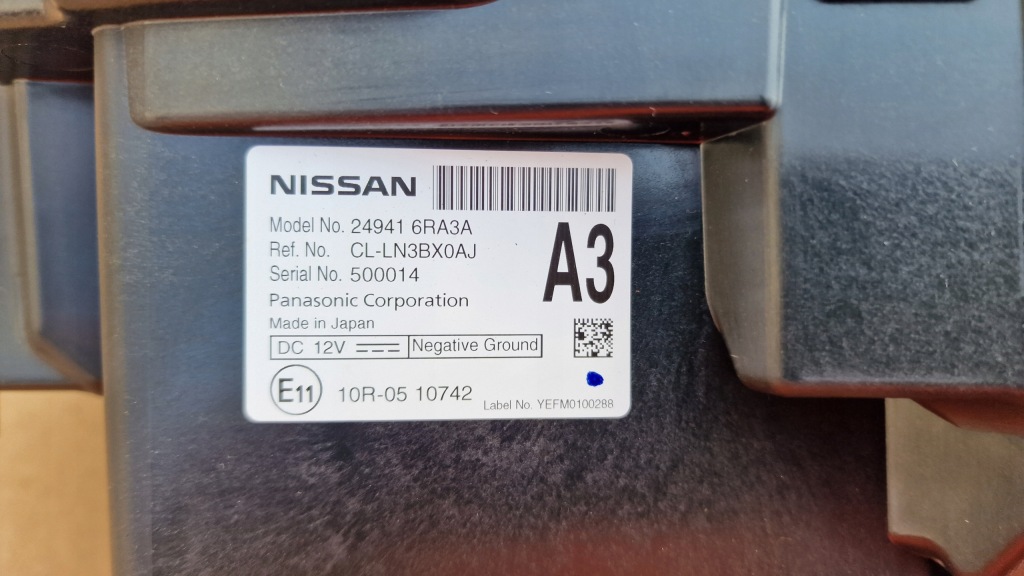 NISSAN
Model No. 24941 6RA3A
Ref. No. CL-LN3BX0AJ
Serial No. 500014
A3
Panasonic Corporation
Made in Japan
DC 12V Negative Ground
E11 10R-05 10742
Label No. YEFM0100288